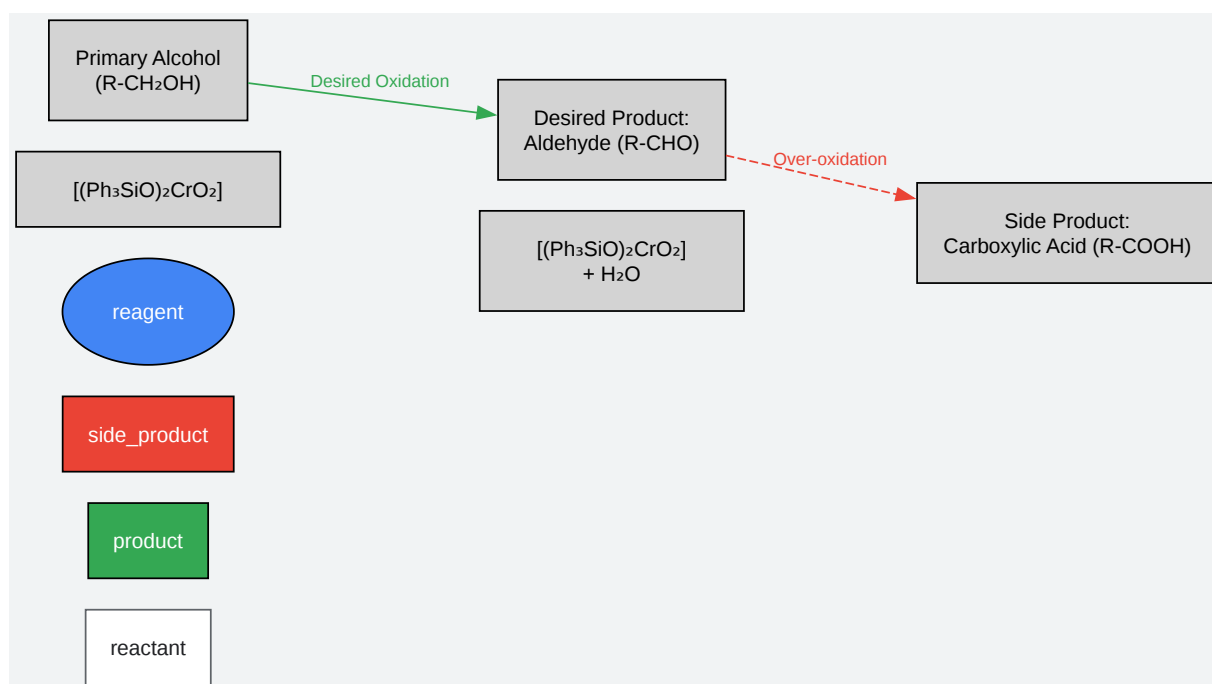 Primary Alcohol
(R-CH₂OH)
Desired Oxidation
Desired Product:
Aldehyde (R-CHO)
Over-oxidation
Side Product:
Carboxylic Acid (R-COOH)
[(Ph₃SiO)₂CrO₂]
[(Ph₃SiO)₂CrO₂]
+ H₂O
reagent
side_product
product
reactant